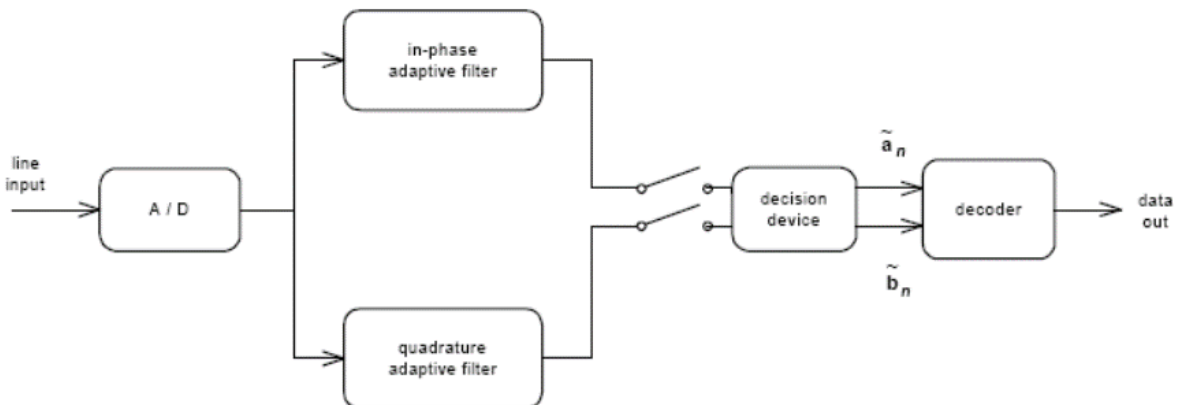 in-phase
adaptive filter
line
input
A / D
ã n
decision
device
decoder
data
out
b̃ n
quadrature
adaptive filter